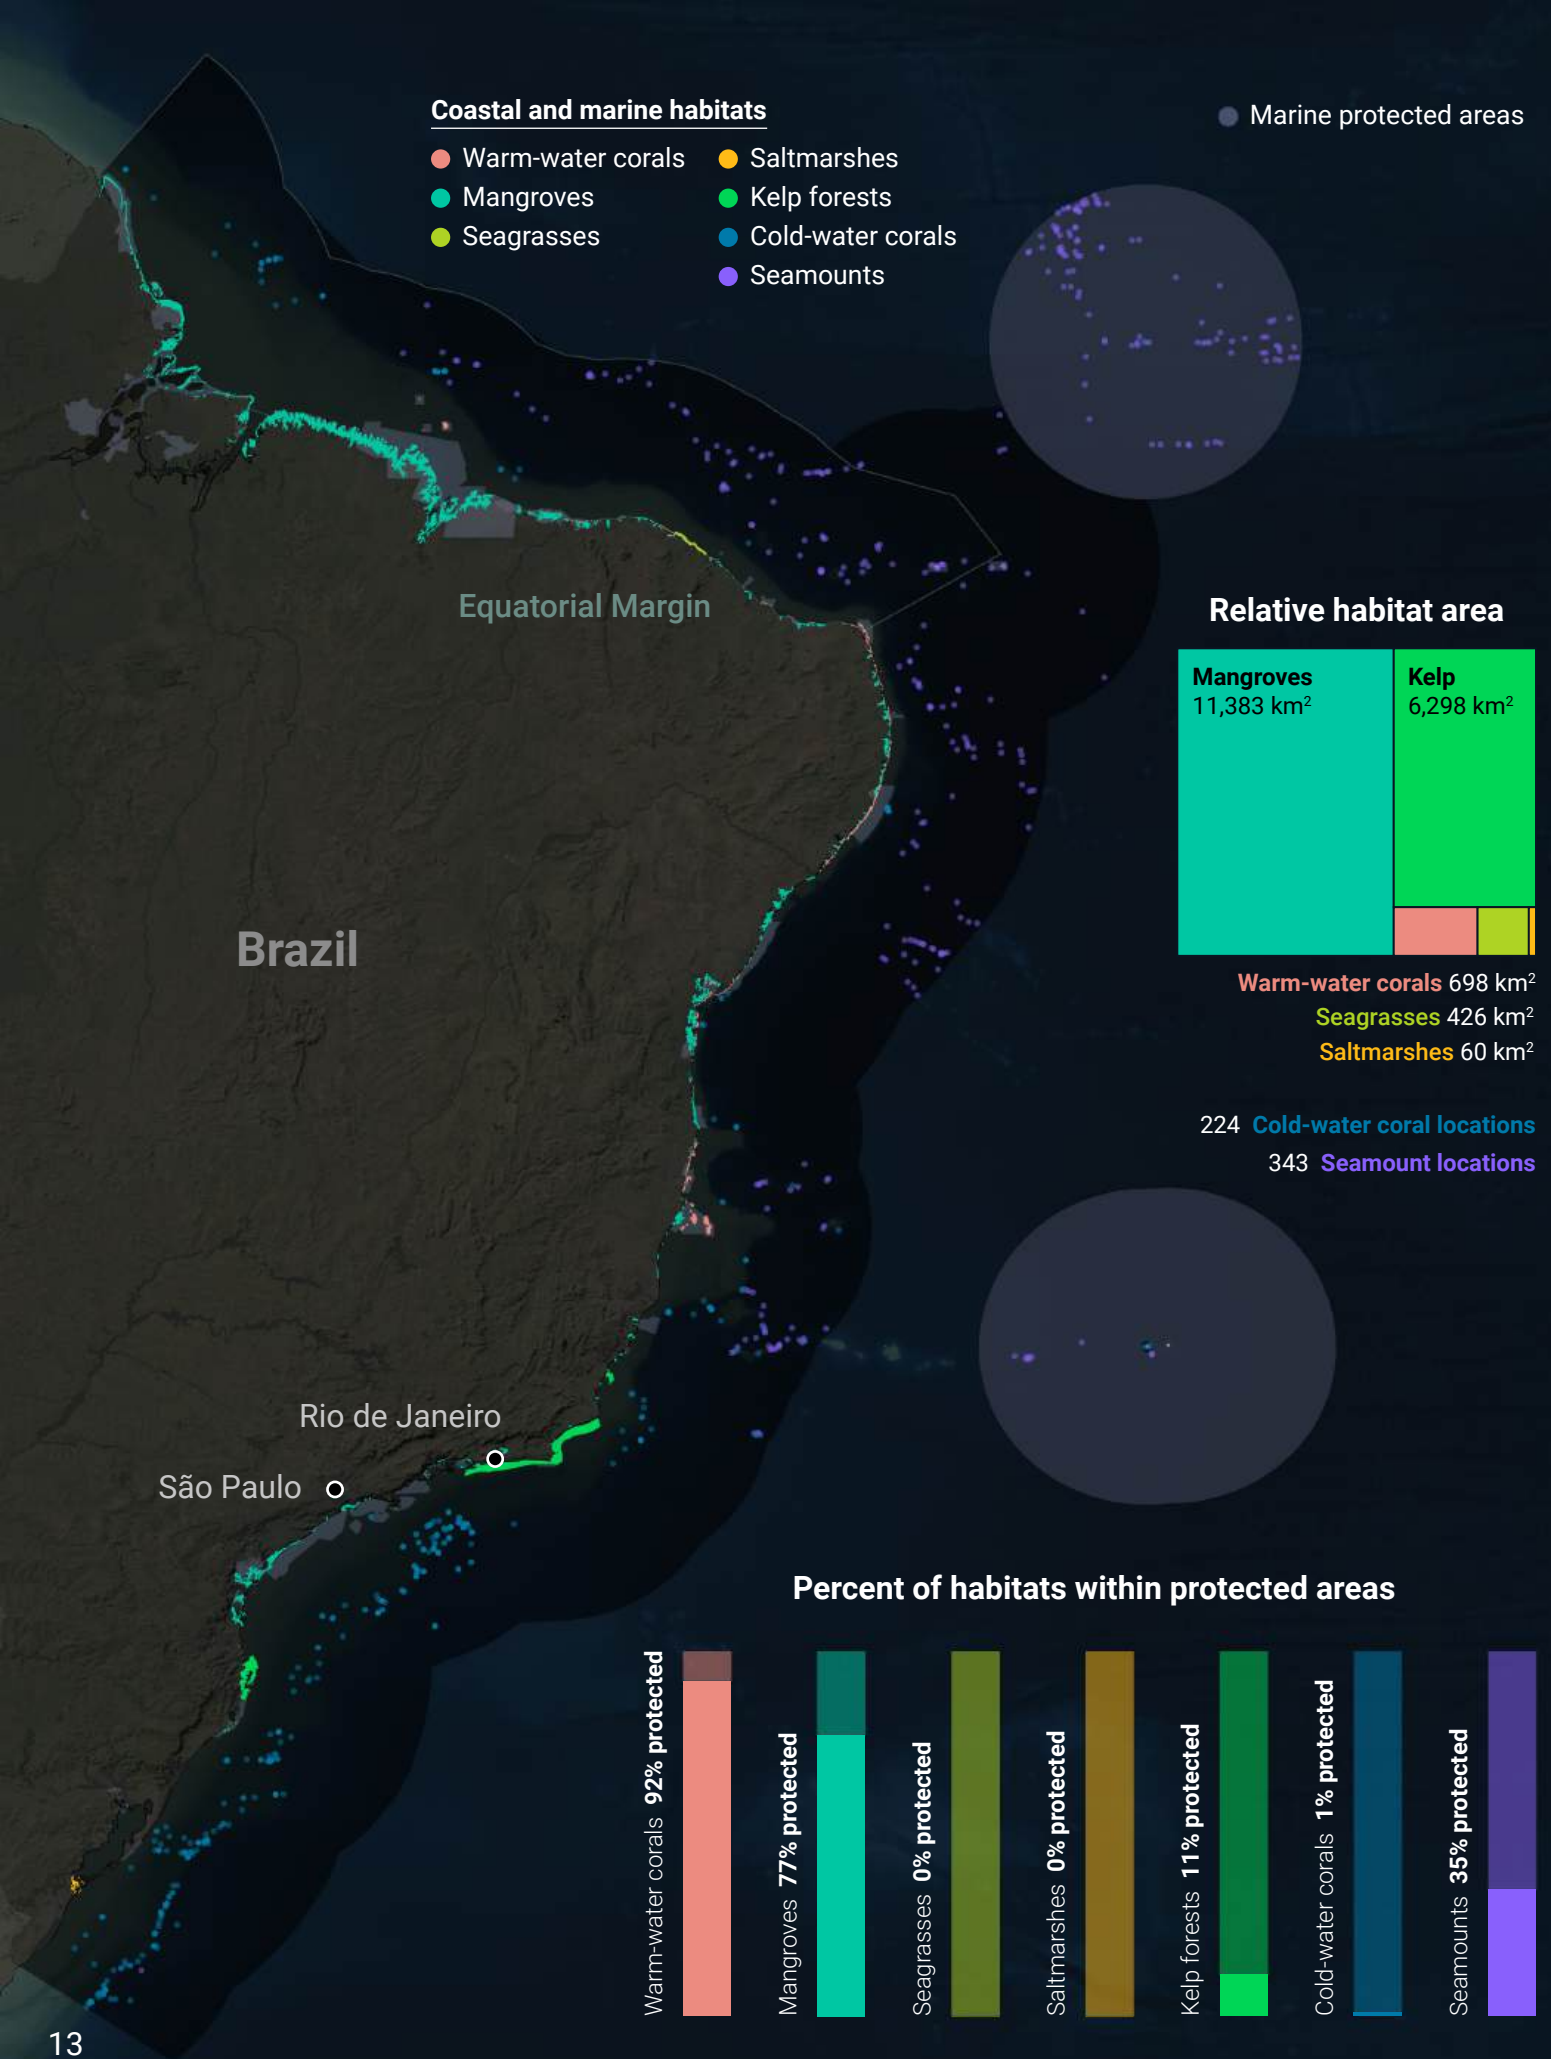 Coastal and marine habitats
Warm-water corals
Mangroves
Seagrasses
Saltmarshes
Kelp forests
Cold-water corals
Seamounts
Marine protected areas
Equatorial Margin
Brazil
Rio de Janeiro
São Paulo
Relative habitat area
Mangroves
11,383 km²
Kelp
6,298 km²
Warm-water corals 698 km²
Seagrasses 426 km²
Saltmarshes 60 km²
224 Cold-water coral locations
343 Seamount locations
Percent of habitats within protected areas
Warm-water corals 92% protected
Mangroves 77% protected
Seagrasses 0% protected
Saltmarshes 0% protected
Kelp forests 11% protected
Cold-water corals 1% protected
Seamounts 35% protected
13